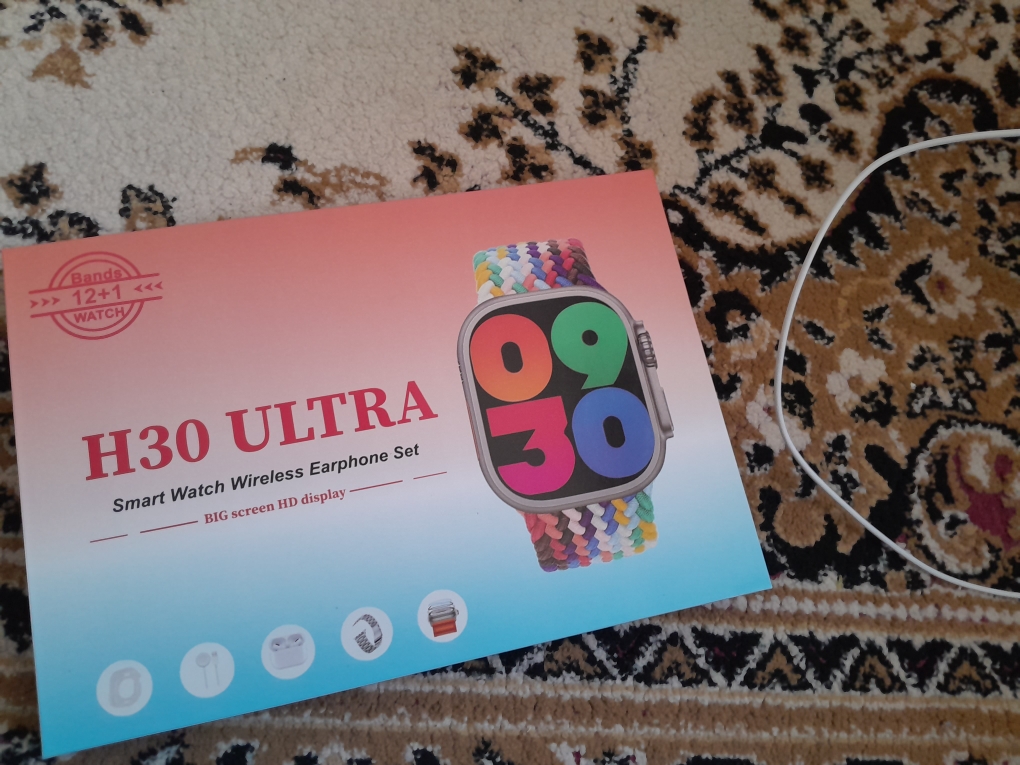 Bands
12+1
WATCH
H30 ULTRA
Smart Watch Wireless Earphone Set
BIG screen HD display
09
30